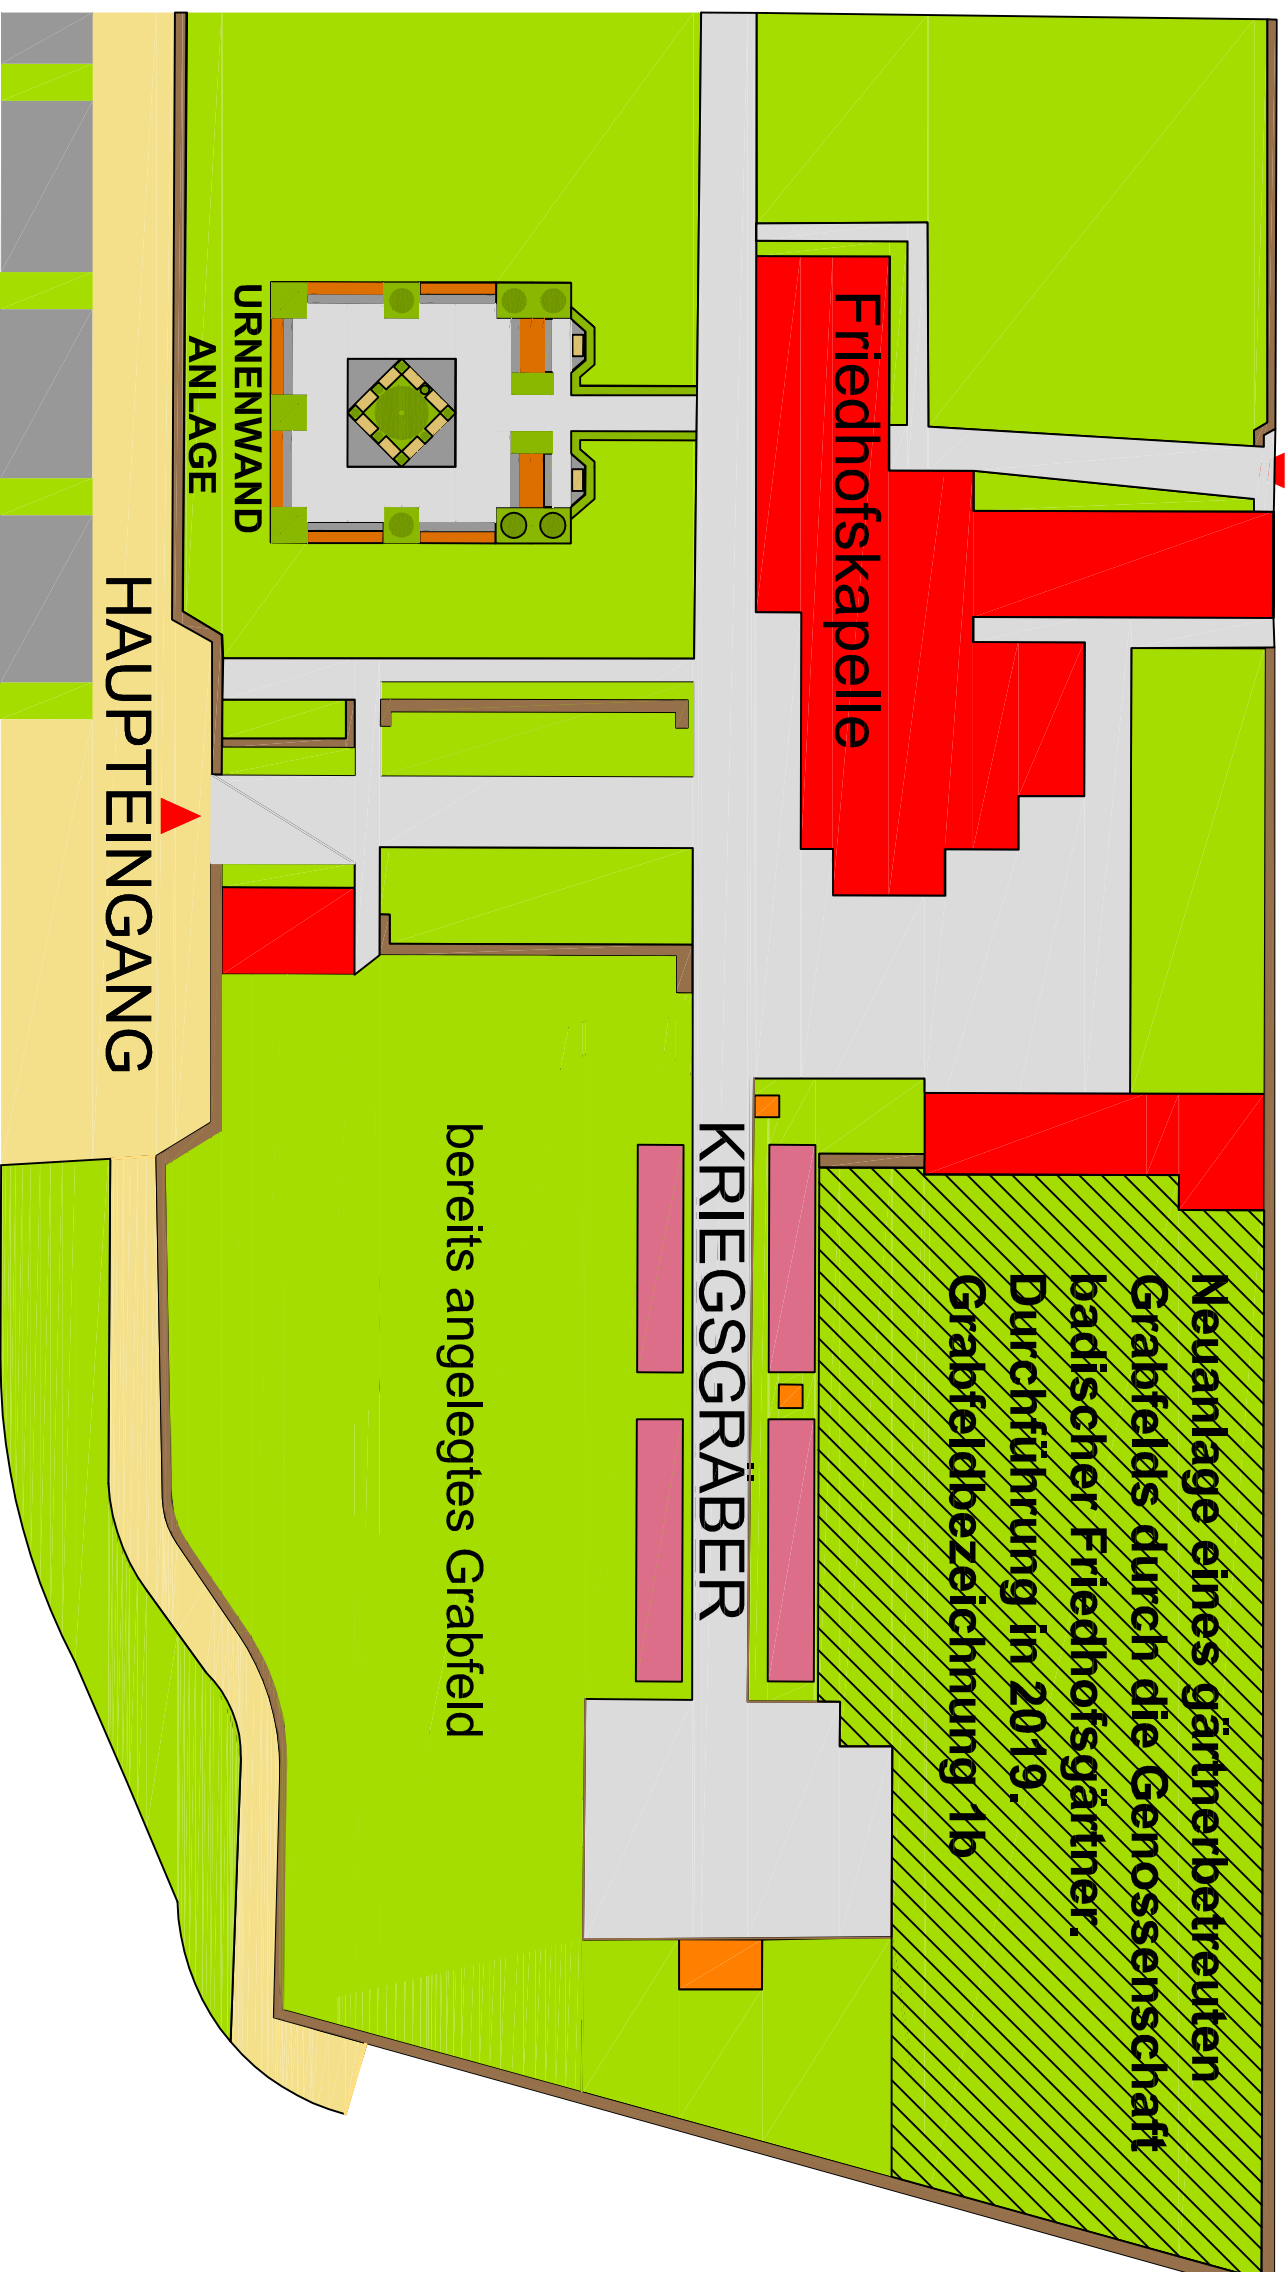 Neuanlage eines gärtnerbetreuten
Grabfelds durch die Genossenschaft
badischer Friedhofsgärtner.
Durchführung in 2019.
Grabfeldbezeichnung 1b
Friedhofskapelle
KRIEGSGRÄBER
bereits angelegtes Grabfeld
URNENWAND
ANLAGE
HAUPTEINGANG